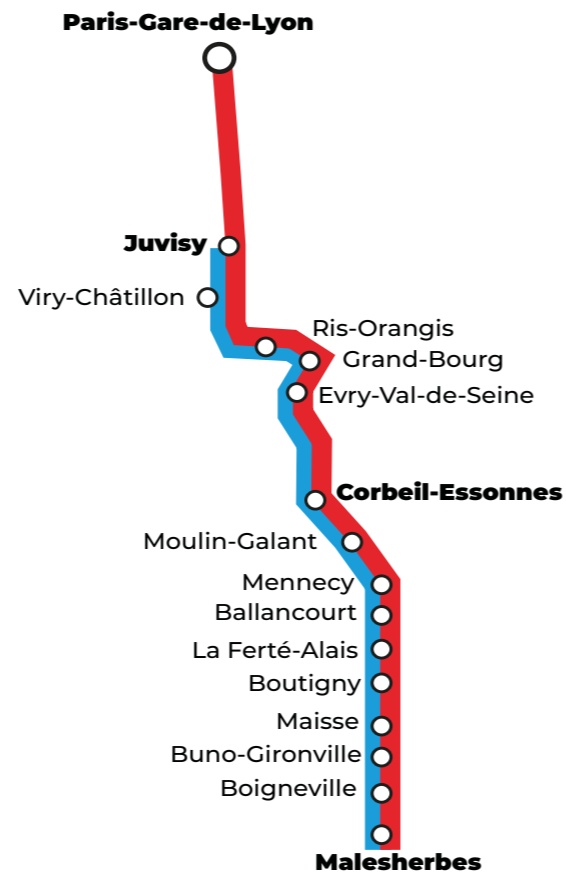 Paris-Gare-de-Lyon
Juvisy
Viry-Châtillon
Ris-Orangis
Grand-Bourg
Evry-Val-de-Seine
Corbeil-Essonnes
Moulin-Galant
Mennecy
Ballancourt
La Ferté-Alais
Boutigny
Maisse
Buno-Gironville
Boigneville
Malesherbes